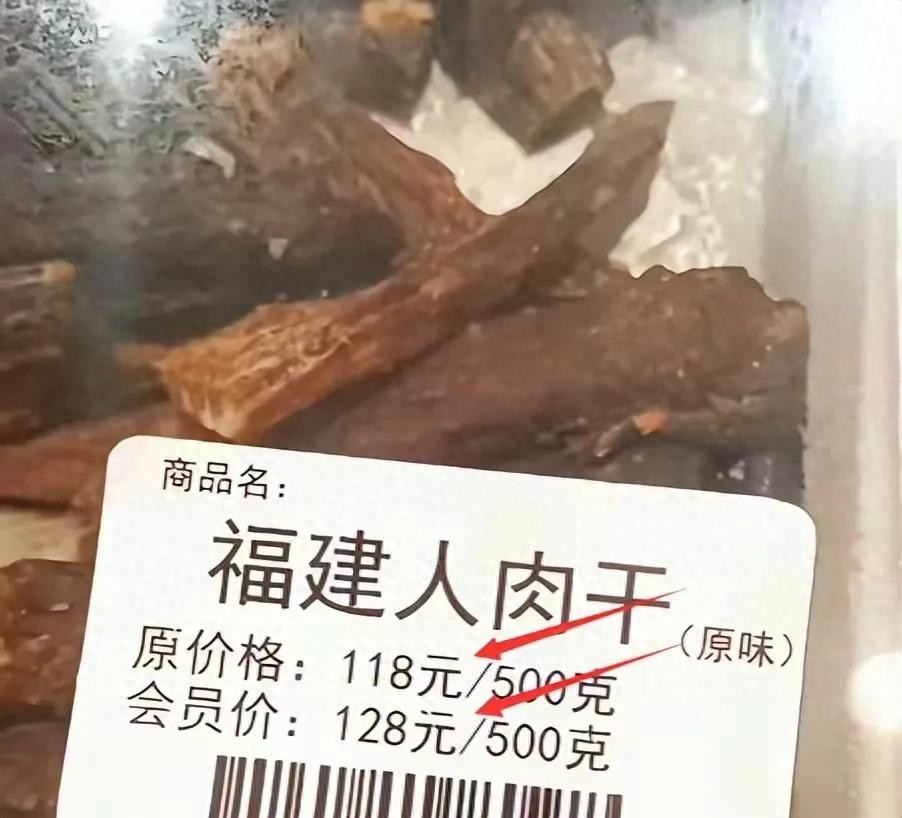 商品名：
福建人肉干
（原味）
原价格：118元/500克
会员价：128元/500克